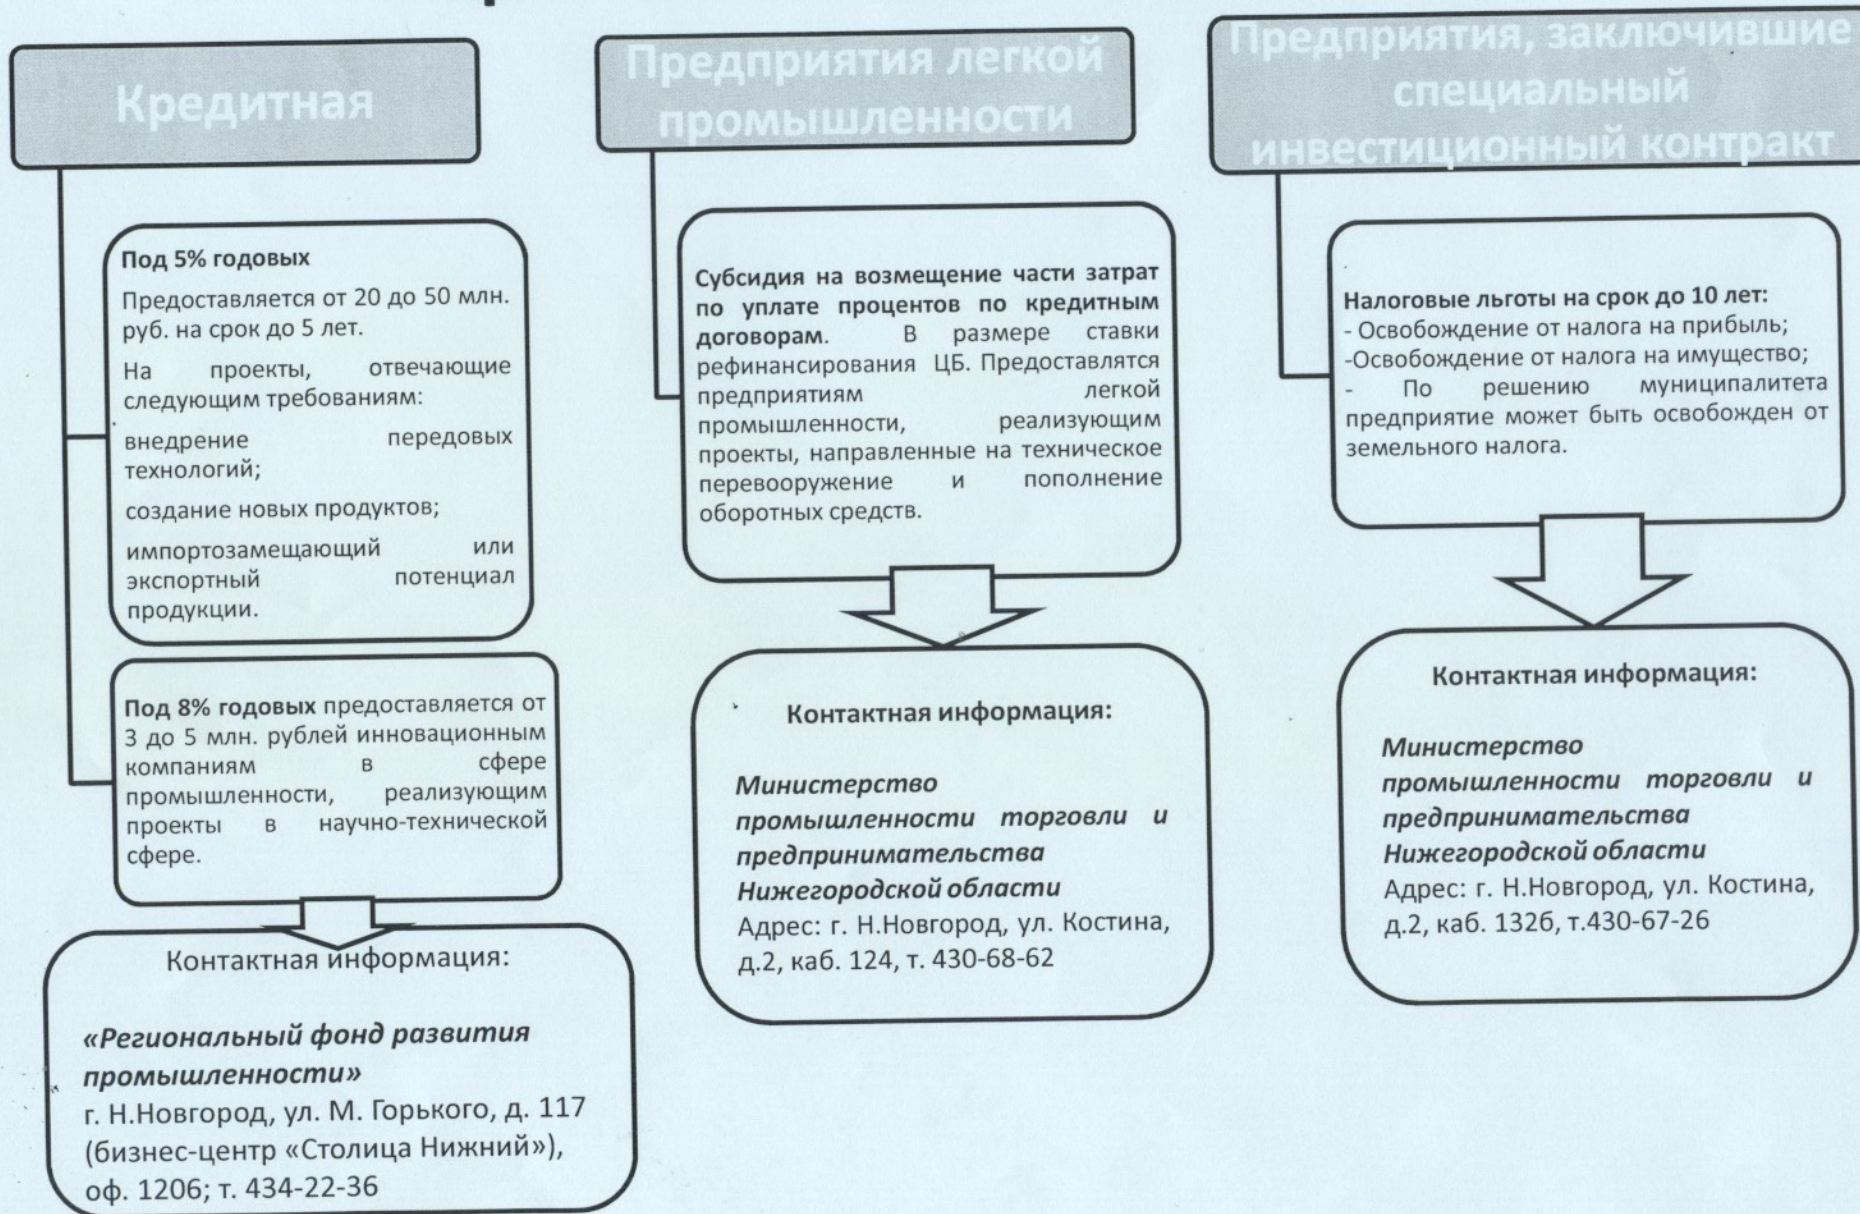 Кредитная
Под 5% годовых
Предоставляется от 20 до 50 млн.
руб. на срок до 5 лет.
На проекты, отвечающие
следующим требованиям:
внедрение передовых
технологий;
создание новых продуктов;
импортозамещающий или
экспортный потенциал
продукции.
Под 8% годовых предоставляется от
3 до 5 млн. рублей инновационным
компаниям в сфере
промышленности, реализующим
проекты в научно-технической
сфере.
Контактная информация:
«Региональный фонд развития
промышленности»
г. Н.Новгород, ул. М. Горького, д. 117
(бизнес-центр «Столица Нижний»),
оф. 1206; т. 434-22-36
Предприятия легкой
промышленности
Субсидия на возмещение части затрат
по уплате процентов по кредитным
договорам. В размере ставки
рефинансирования ЦБ. Предоставлятся
предприятиям легкой
промышленности, реализующим
проекты, направленные на техническое
перевооружение и пополнение
оборотных средств.
Контактная информация:
Министерство
промышленности торговли и
предпринимательства
Нижегородской области
Адрес: г. Н.Новгород, ул. Костина,
д.2, каб. 124, т. 430-68-62
Предприятия, заключившие
специальный
инвестиционный контракт
Налоговые льготы на срок до 10 лет:
- Освобождение от налога на прибыль;
-Освобождение от налога на имущество;
- По решению муниципалитета
предприятие может быть освобожден от
земельного налога.
Контактная информация:
Министерство
промышленности торговли и
предпринимательства
Нижегородской области
Адрес: г. Н.Новгород, ул. Костина,
д.2, каб. 132б, т.430-67-26